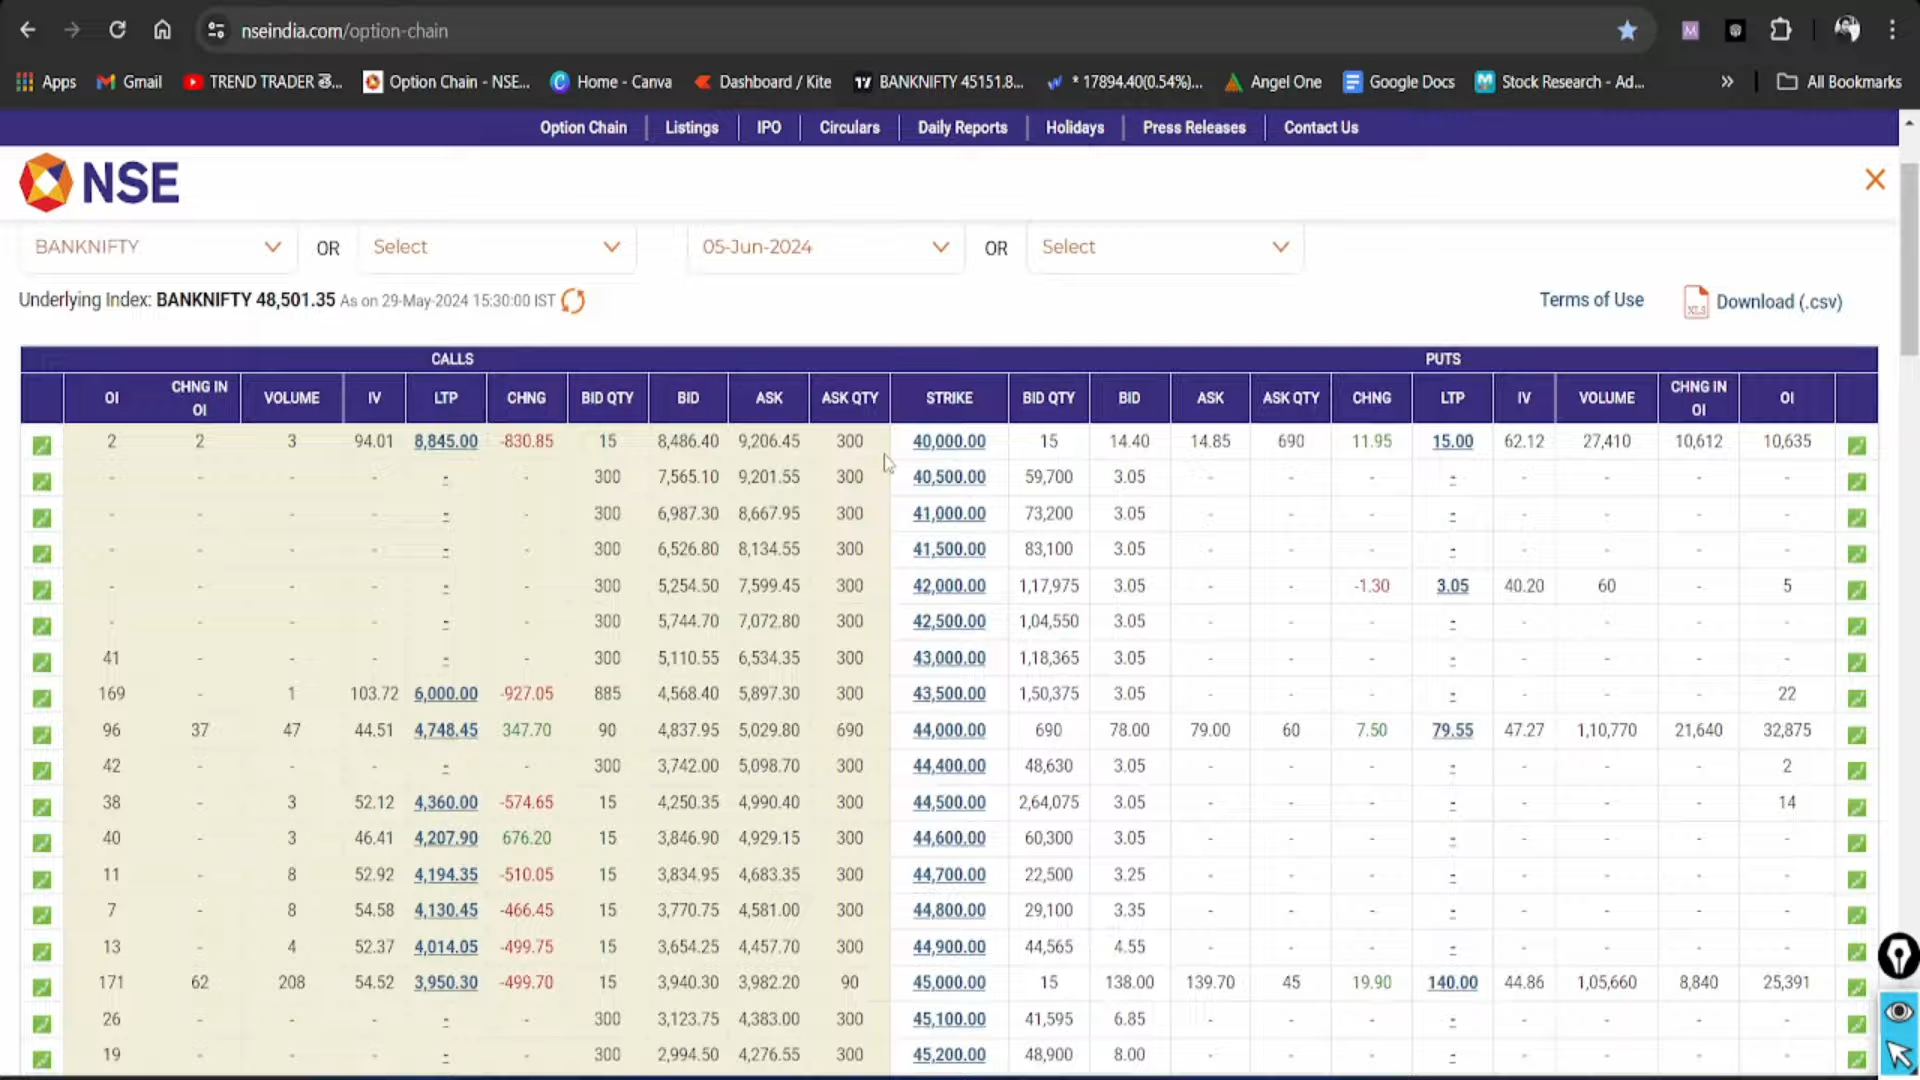 nseindia.com/option-chain
Apps Gmail TREND TRADER తె... Option Chain - NSE... Home - Canva Dashboard / Kite BANKNIFTY 45151.8... * 17894.40(0.54%)... Angel One Google Docs Stock Research - Ad... » All Bookmarks
Option Chain Listings IPO Circulars Daily Reports Holidays Press Releases Contact Us
NSE
BANKNIFTY OR Select 05-Jun-2024 OR Select
Underlying Index: BANKNIFTY 48,501.35 As on 29-May-2024 15:30:00 IST Terms of Use XLS Download (.csv)
CALLS PUTS
OI CHNG IN OI VOLUME IV LTP CHNG BID QTY BID ASK ASK QTY STRIKE BID QTY BID ASK ASK QTY CHNG LTP IV VOLUME CHNG IN OI OI
2 2 3 94.01 8,845.00 -830.85 15 8,486.40 9,206.45 300 40,000.00 15 14.40 14.85 690 11.95 15.00 62.12 27,410 10,612 10,635
- - - - - - 300 7,565.10 9,201.55 300 40,500.00 59,700 3.05 - - - - - - - -
- - - - - - 300 6,987.30 8,667.95 300 41,000.00 73,200 3.05 - - - - - - - -
- - - - - - 300 6,526.80 8,134.55 300 41,500.00 83,100 3.05 - - - - - - - -
- - - - - - 300 5,254.50 7,599.45 300 42,000.00 1,17,975 3.05 - - -1.30 3.05 40.20 60 - 5
- - - - - - 300 5,744.70 7,072.80 300 42,500.00 1,04,550 3.05 - - - - - - - -
41 - - - - - 300 5,110.55 6,534.35 300 43,000.00 1,18,365 3.05 - - - - - - - -
169 - 1 103.72 6,000.00 -927.05 885 4,568.40 5,897.30 300 43,500.00 1,50,375 3.05 - - - - - - - 22
96 37 47 44.51 4,748.45 347.70 90 4,837.95 5,029.80 690 44,000.00 690 78.00 79.00 60 7.50 79.55 47.27 1,10,770 21,640 32,875
42 - - - - - 300 3,742.00 5,098.70 300 44,400.00 48,630 3.05 - - - - - - - 2
38 - 3 52.12 4,360.00 -574.65 15 4,250.35 4,990.40 300 44,500.00 2,64,075 3.05 - - - - - - - 14
40 - 3 46.41 4,207.90 676.20 15 3,846.90 4,929.15 300 44,600.00 60,300 3.05 - - - - - - - -
11 - 8 52.92 4,194.35 -510.05 15 3,834.95 4,683.35 300 44,700.00 22,500 3.25 - - - - - - - -
7 - 8 54.58 4,130.45 -466.45 15 3,770.75 4,581.00 300 44,800.00 29,100 3.35 - - - - - - - -
13 - 4 52.37 4,014.05 -499.75 15 3,654.25 4,457.70 300 44,900.00 44,565 4.55 - - - - - - - -
171 62 208 54.52 3,950.30 -499.70 15 3,940.30 3,982.20 90 45,000.00 15 138.00 139.70 45 19.90 140.00 44.86 1,05,660 8,840 25,391
26 - - - - - 300 3,123.75 4,383.00 300 45,100.00 41,595 6.85 - - - - - - - -
19 - - - - - 300 2,994.50 4,276.55 300 45,200.00 48,900 8.00 - - - - - - - -